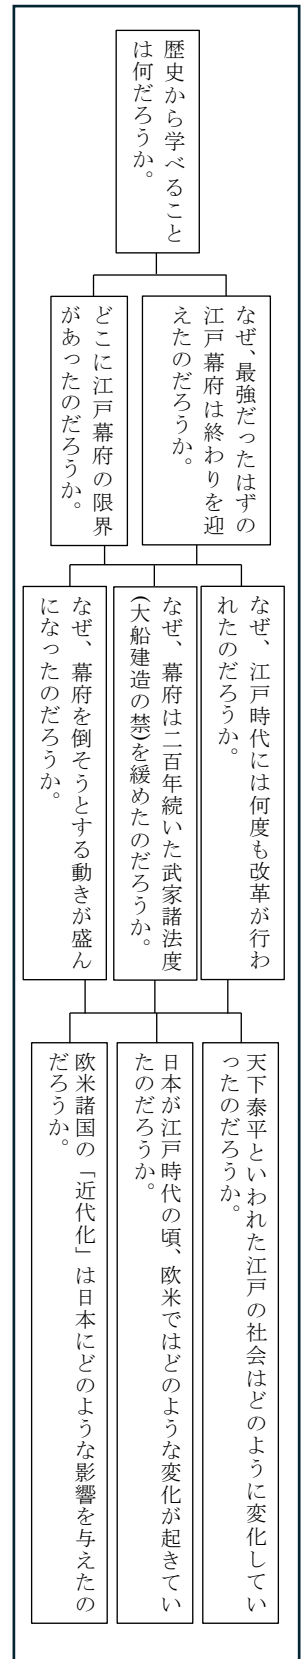 歴史から学べること
は何だろうか。
なぜ、最強だったはずの
江戸幕府は終わりを迎
えたのだろうか。
どこに江戸幕府の限界
があったのだろうか。
なぜ、江戸時代には何度も改革が行わ
れたのだろうか。
なぜ、幕府は二百年続いた武家諸法度
(大船建造の禁)を緩めたのだろうか。
なぜ、幕府を倒そうとする動きが盛ん
になったのだろうか。
天下泰平といわれた江戸の社会はどのように変化してい
ったのだろうか。
日本が江戸時代の頃、欧米ではどのような変化が起きてい
たのだろうか。
欧米諸国の「近代化」は日本にどのような影響を与えたの
だろうか。